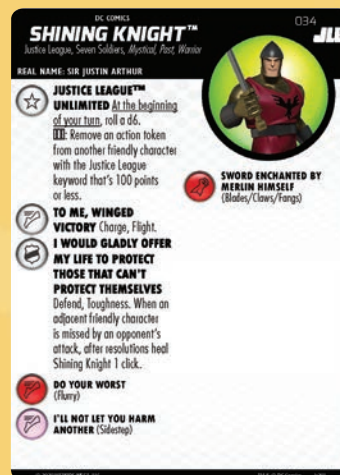 DC COMICS
034
SHINING KNIGHT™
JLU
Justice League, Seven Soldiers, Mystical, Past, Warrior
REAL NAME: SIR JUSTIN ARTHUR
JUSTICE LEAGUE™
UNLIMITED At the beginning
of your turn, roll a d6.
Remove an action token
from another friendly character
with the Justice League
keyword that's 100 points
or less.
TO ME, WINGED
VICTORY Charge, Flight.
I WOULD GLADLY OFFER
MY LIFE TO PROTECT
THOSE THAT CAN'T
PROTECT THEMSELVES
Defend, Toughness. When an
adjacent friendly character
is missed by an opponent's
attack, after resolutions heal
Shining Knight 1 click.
DO YOUR WORST
(Flurry)
I'LL NOT LET YOU HARM
ANOTHER (Sidestep)
SWORD ENCHANTED BY
MERLIN HIMSELF
(Blades/Claws/Fangs)